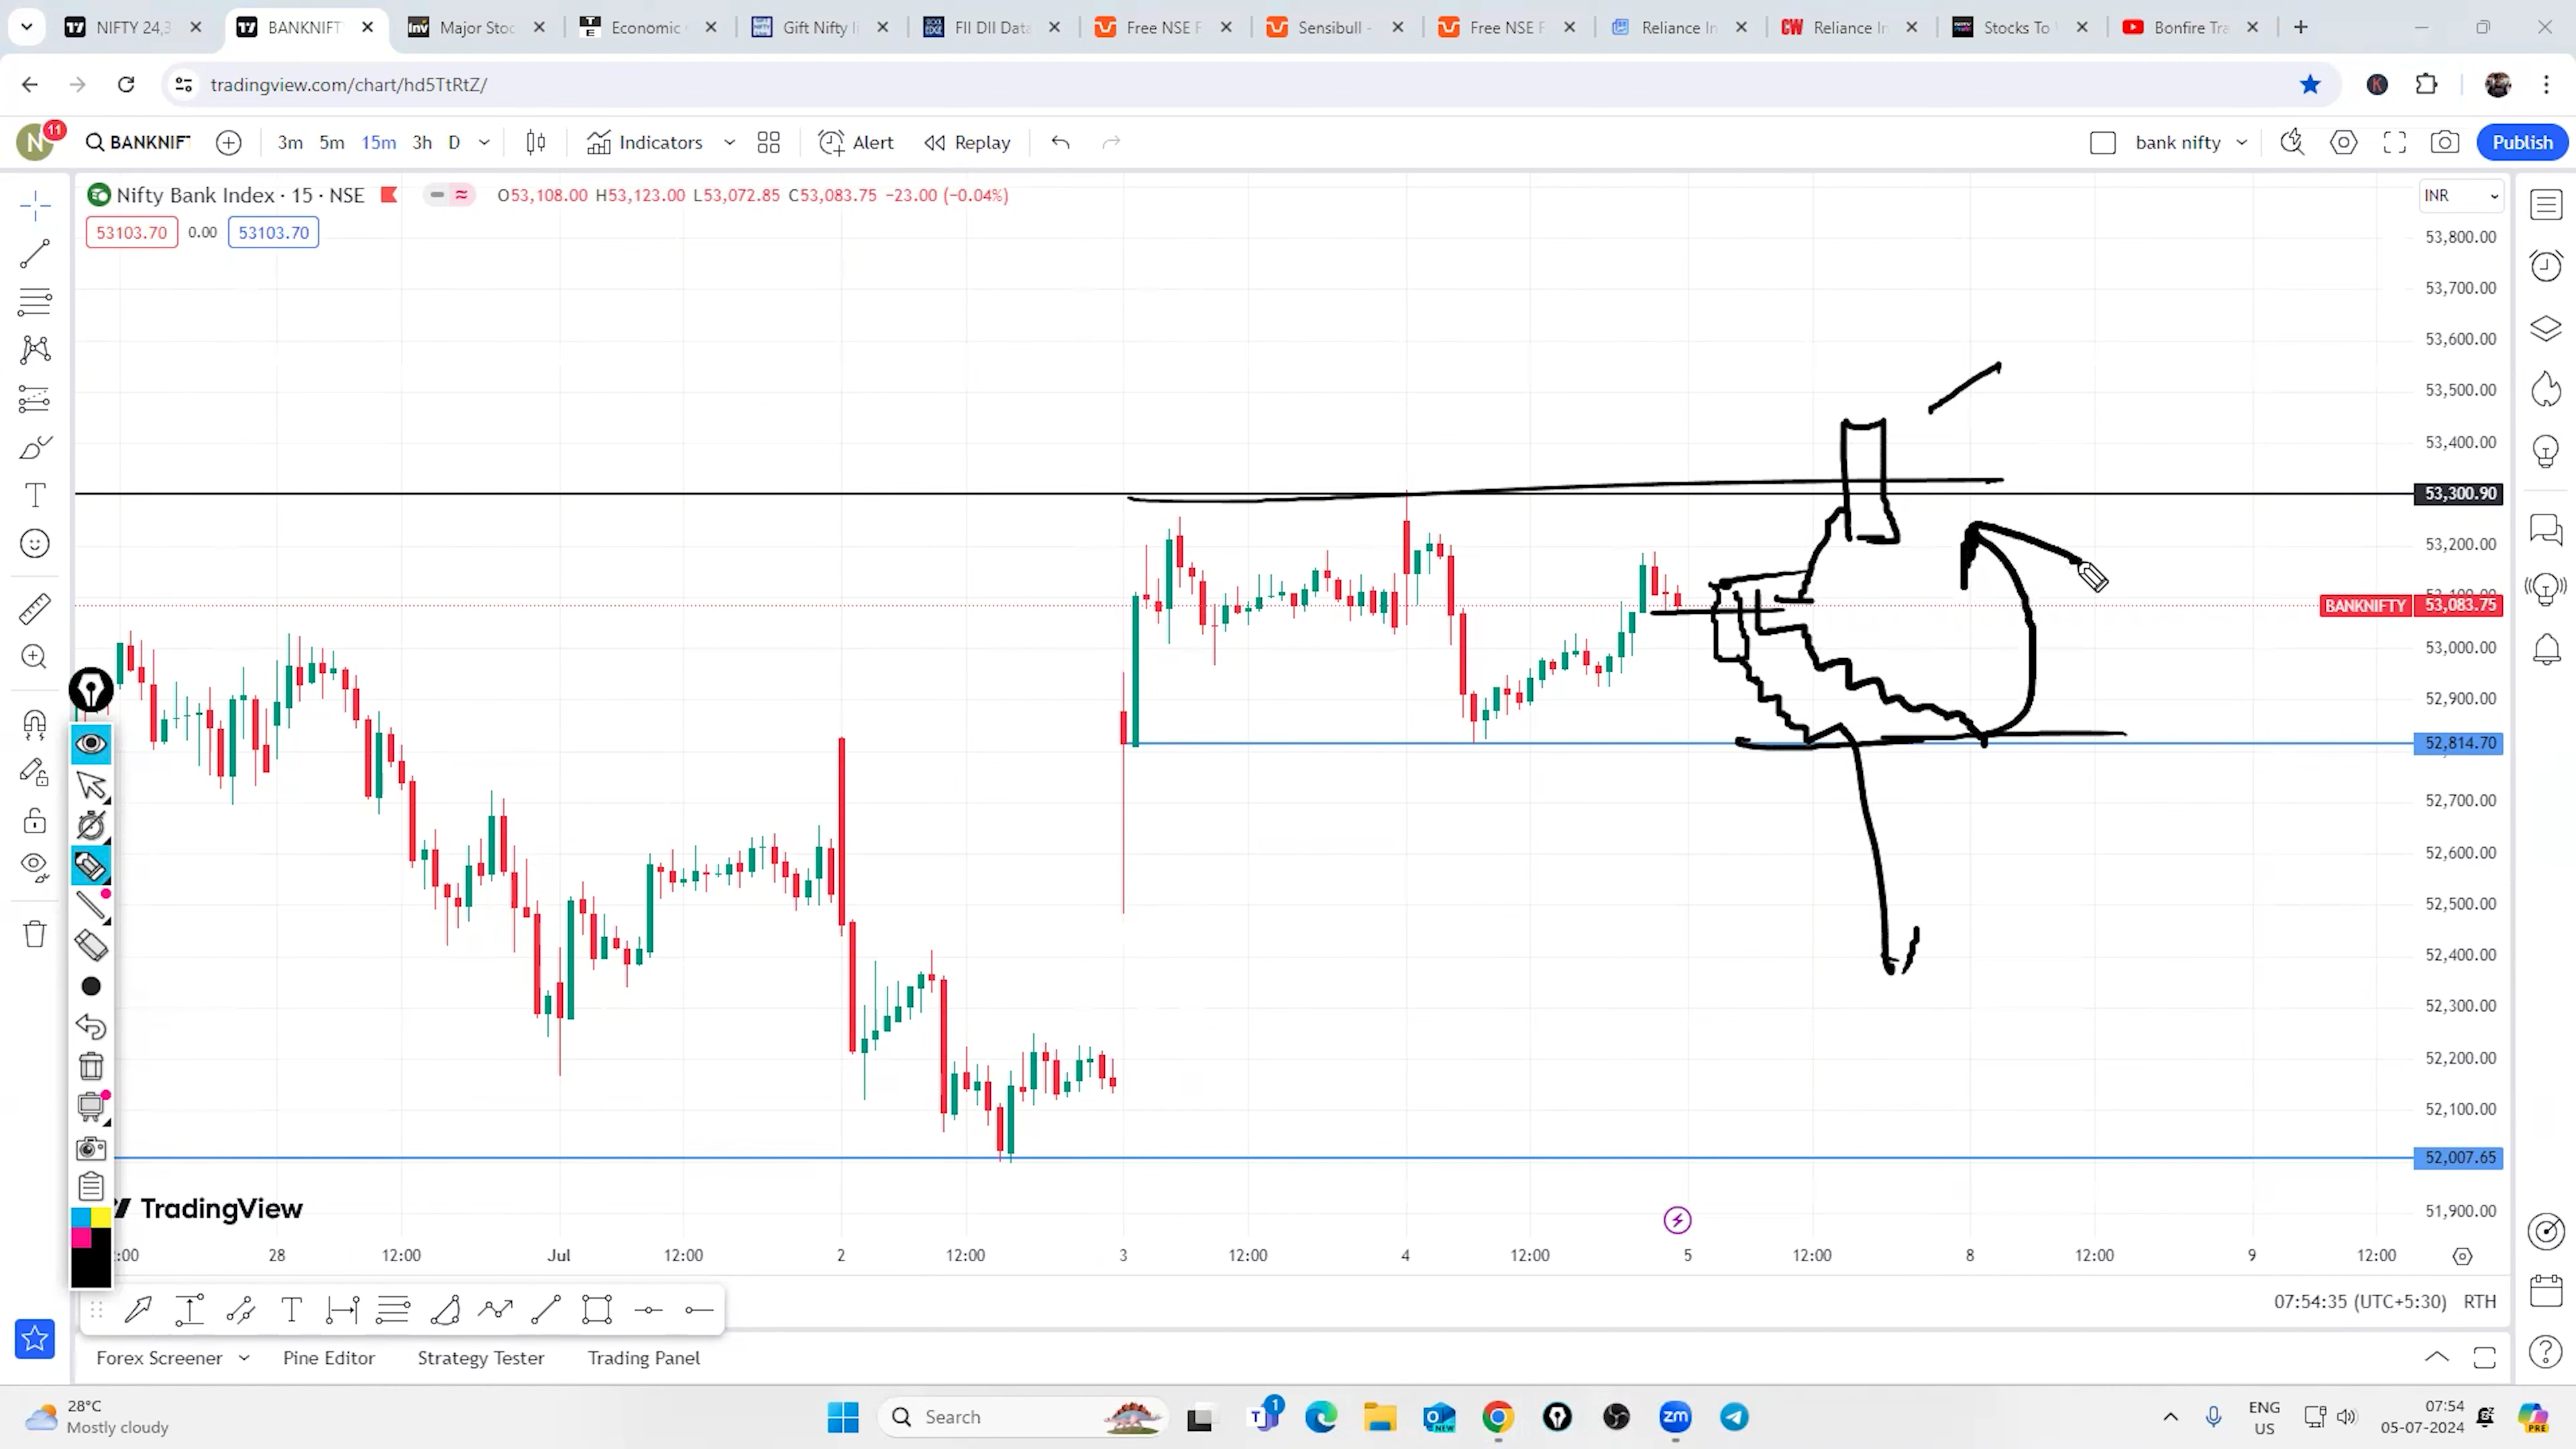 NIFTY 24,3
BANKNIFT
Major Stoc
Economic
Gift Nifty I
FII DII Data
Free NSE F
Sensibull -
Free NSE F
Reliance In
Reliance In
Stocks To
Bonfire Tra
tradingview.com/chart/hd5TtRtZ/
N 11 BANKNIFT 3m 5m 15m 3h D Indicators Alert Replay bank nifty Publish
Nifty Bank Index · 15 · NSE O53,108.00 H53,123.00 L53,072.85 C53,083.75 −23.00 (−0.04%) INR
53103.70 0.00 53103.70
53,800.00
53,700.00
53,600.00
53,500.00
53,400.00
53,300.90
53,200.00
BANKNIFTY 53,083.75
53,000.00
52,900.00
52,814.70
52,700.00
52,600.00
52,500.00
52,400.00
52,300.00
52,200.00
52,100.00
52,007.65
51,900.00
TradingView
:00 28 12:00 Jul 12:00 2 12:00 3 12:00 4 12:00 5 12:00 8 12:00 9 12:00
07:54:35 (UTC+5:30) RTH
Forex Screener Pine Editor Strategy Tester Trading Panel
28°C
Mostly cloudy
Search
1
NEW
zm
ENG
US
07:54
05-07-2024
PRE